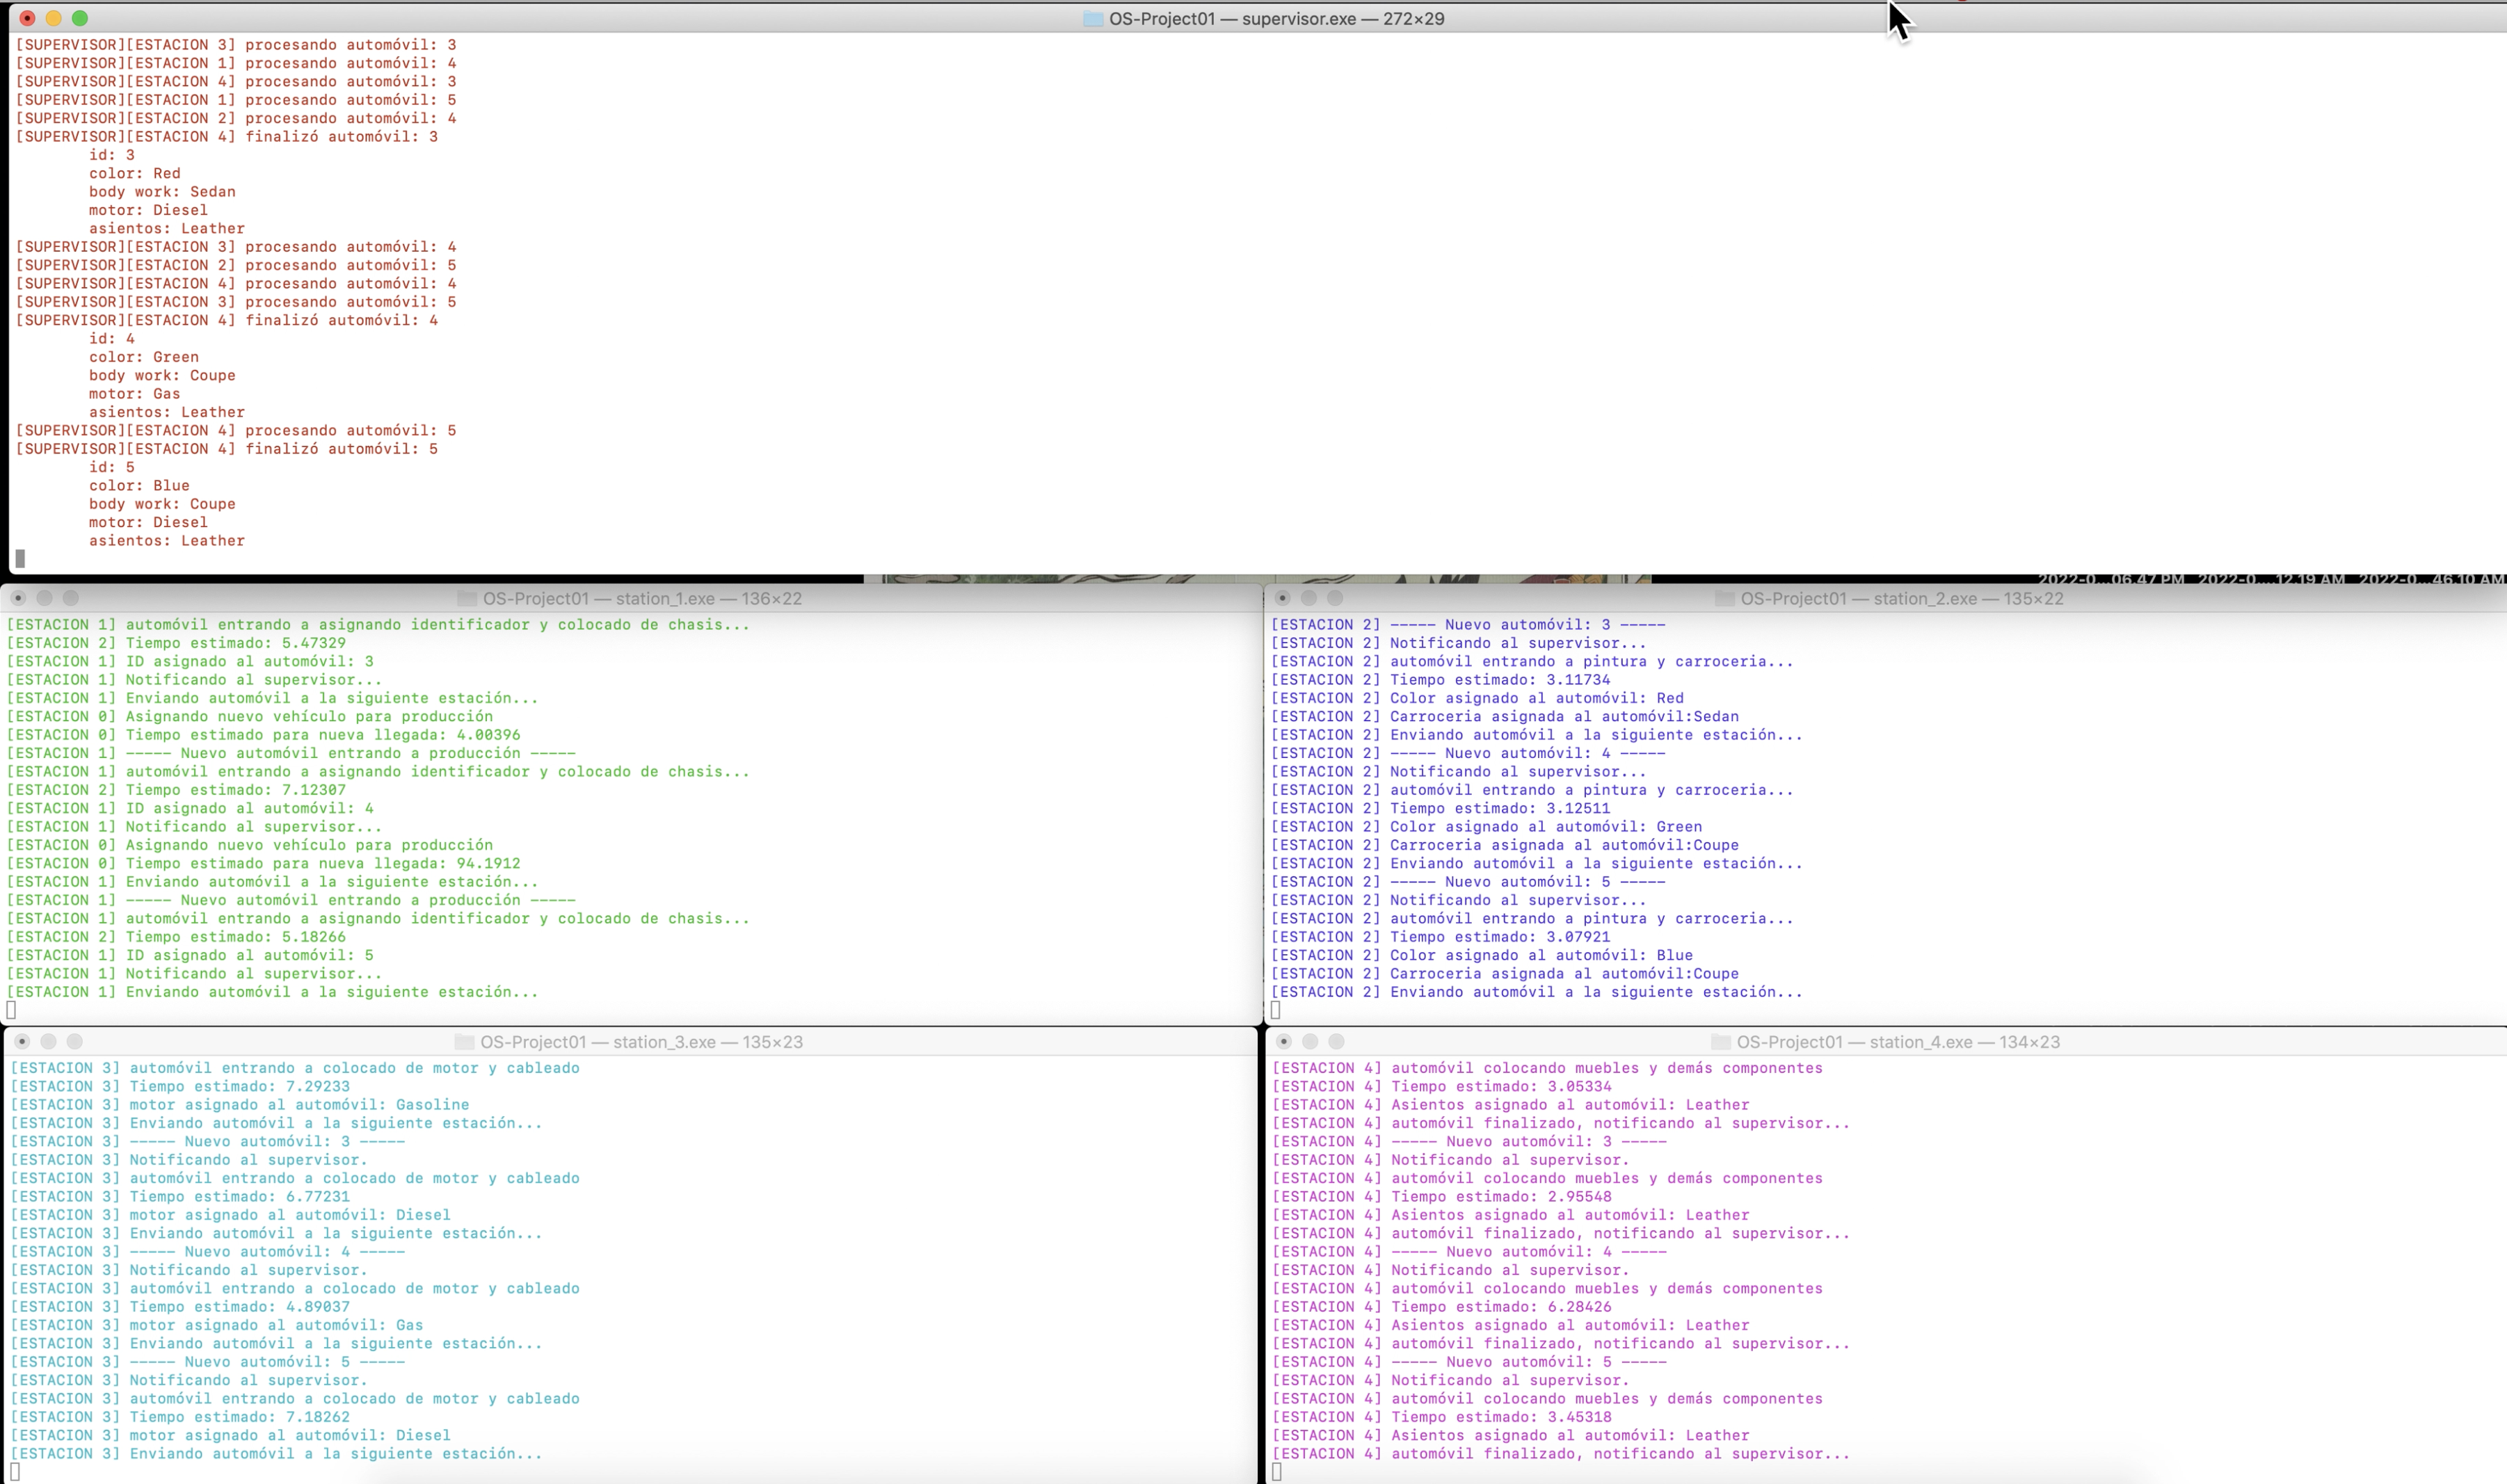 OS-Project01 — supervisor.exe — 272×29
[SUPERVISOR][ESTACION 3] procesando automóvil: 3
[SUPERVISOR][ESTACION 1] procesando automóvil: 4
[SUPERVISOR][ESTACION 4] procesando automóvil: 3
[SUPERVISOR][ESTACION 1] procesando automóvil: 5
[SUPERVISOR][ESTACION 2] procesando automóvil: 4
[SUPERVISOR][ESTACION 4] finalizó automóvil: 3
id: 3
color: Red
body work: Sedan
motor: Diesel
asientos: Leather
[SUPERVISOR][ESTACION 3] procesando automóvil: 4
[SUPERVISOR][ESTACION 2] procesando automóvil: 5
[SUPERVISOR][ESTACION 4] procesando automóvil: 4
[SUPERVISOR][ESTACION 3] procesando automóvil: 5
[SUPERVISOR][ESTACION 4] finalizó automóvil: 4
id: 4
color: Green
body work: Coupe
motor: Gas
asientos: Leather
[SUPERVISOR][ESTACION 4] procesando automóvil: 5
[SUPERVISOR][ESTACION 4] finalizó automóvil: 5
id: 5
color: Blue
body work: Coupe
motor: Diesel
asientos: Leather
2022-0...06.47 PM 2022-0...12.19 AM 2022-0...46.10 AM
OS-Project01 — station_1.exe — 136×22
[ESTACION 1] automóvil entrando a asignando identificador y colocado de chasis...
[ESTACION 2] Tiempo estimado: 5.47329
[ESTACION 1] ID asignado al automóvil: 3
[ESTACION 1] Notificando al supervisor...
[ESTACION 1] Enviando automóvil a la siguiente estación...
[ESTACION 0] Asignando nuevo vehículo para producción
[ESTACION 0] Tiempo estimado para nueva llegada: 4.00396
[ESTACION 1] ----- Nuevo automóvil entrando a producción -----
[ESTACION 1] automóvil entrando a asignando identificador y colocado de chasis...
[ESTACION 2] Tiempo estimado: 7.12307
[ESTACION 1] ID asignado al automóvil: 4
[ESTACION 1] Notificando al supervisor...
[ESTACION 0] Asignando nuevo vehículo para producción
[ESTACION 0] Tiempo estimado para nueva llegada: 94.1912
[ESTACION 1] Enviando automóvil a la siguiente estación...
[ESTACION 1] ----- Nuevo automóvil entrando a producción -----
[ESTACION 1] automóvil entrando a asignando identificador y colocado de chasis...
[ESTACION 2] Tiempo estimado: 5.18266
[ESTACION 1] ID asignado al automóvil: 5
[ESTACION 1] Notificando al supervisor...
[ESTACION 1] Enviando automóvil a la siguiente estación...
OS-Project01 — station_2.exe — 135×22
[ESTACION 2] ----- Nuevo automóvil: 3 -----
[ESTACION 2] Notificando al supervisor...
[ESTACION 2] automóvil entrando a pintura y carroceria...
[ESTACION 2] Tiempo estimado: 3.11734
[ESTACION 2] Color asignado al automóvil: Red
[ESTACION 2] Carroceria asignada al automóvil:Sedan
[ESTACION 2] Enviando automóvil a la siguiente estación...
[ESTACION 2] ----- Nuevo automóvil: 4 -----
[ESTACION 2] Notificando al supervisor...
[ESTACION 2] automóvil entrando a pintura y carroceria...
[ESTACION 2] Tiempo estimado: 3.12511
[ESTACION 2] Color asignado al automóvil: Green
[ESTACION 2] Carroceria asignada al automóvil:Coupe
[ESTACION 2] Enviando automóvil a la siguiente estación...
[ESTACION 2] ----- Nuevo automóvil: 5 -----
[ESTACION 2] Notificando al supervisor...
[ESTACION 2] automóvil entrando a pintura y carroceria...
[ESTACION 2] Tiempo estimado: 3.07921
[ESTACION 2] Color asignado al automóvil: Blue
[ESTACION 2] Carroceria asignada al automóvil:Coupe
[ESTACION 2] Enviando automóvil a la siguiente estación...
OS-Project01 — station_3.exe — 135×23
[ESTACION 3] automóvil entrando a colocado de motor y cableado
[ESTACION 3] Tiempo estimado: 7.29233
[ESTACION 3] motor asignado al automóvil: Gasoline
[ESTACION 3] Enviando automóvil a la siguiente estación...
[ESTACION 3] ----- Nuevo automóvil: 3 -----
[ESTACION 3] Notificando al supervisor.
[ESTACION 3] automóvil entrando a colocado de motor y cableado
[ESTACION 3] Tiempo estimado: 6.77231
[ESTACION 3] motor asignado al automóvil: Diesel
[ESTACION 3] Enviando automóvil a la siguiente estación...
[ESTACION 3] ----- Nuevo automóvil: 4 -----
[ESTACION 3] Notificando al supervisor.
[ESTACION 3] automóvil entrando a colocado de motor y cableado
[ESTACION 3] Tiempo estimado: 4.89037
[ESTACION 3] motor asignado al automóvil: Gas
[ESTACION 3] Enviando automóvil a la siguiente estación...
[ESTACION 3] ----- Nuevo automóvil: 5 -----
[ESTACION 3] Notificando al supervisor.
[ESTACION 3] automóvil entrando a colocado de motor y cableado
[ESTACION 3] Tiempo estimado: 7.18262
[ESTACION 3] motor asignado al automóvil: Diesel
[ESTACION 3] Enviando automóvil a la siguiente estación...
OS-Project01 — station_4.exe — 134×23
[ESTACION 4] automóvil colocando muebles y demás componentes
[ESTACION 4] Tiempo estimado: 3.05334
[ESTACION 4] Asientos asignado al automóvil: Leather
[ESTACION 4] automóvil finalizado, notificando al supervisor...
[ESTACION 4] ----- Nuevo automóvil: 3 -----
[ESTACION 4] Notificando al supervisor.
[ESTACION 4] automóvil colocando muebles y demás componentes
[ESTACION 4] Tiempo estimado: 2.95548
[ESTACION 4] Asientos asignado al automóvil: Leather
[ESTACION 4] automóvil finalizado, notificando al supervisor...
[ESTACION 4] ----- Nuevo automóvil: 4 -----
[ESTACION 4] Notificando al supervisor.
[ESTACION 4] automóvil colocando muebles y demás componentes
[ESTACION 4] Tiempo estimado: 6.28426
[ESTACION 4] Asientos asignado al automóvil: Leather
[ESTACION 4] automóvil finalizado, notificando al supervisor...
[ESTACION 4] ----- Nuevo automóvil: 5 -----
[ESTACION 4] Notificando al supervisor.
[ESTACION 4] automóvil colocando muebles y demás componentes
[ESTACION 4] Tiempo estimado: 3.45318
[ESTACION 4] Asientos asignado al automóvil: Leather
[ESTACION 4] automóvil finalizado, notificando al supervisor...